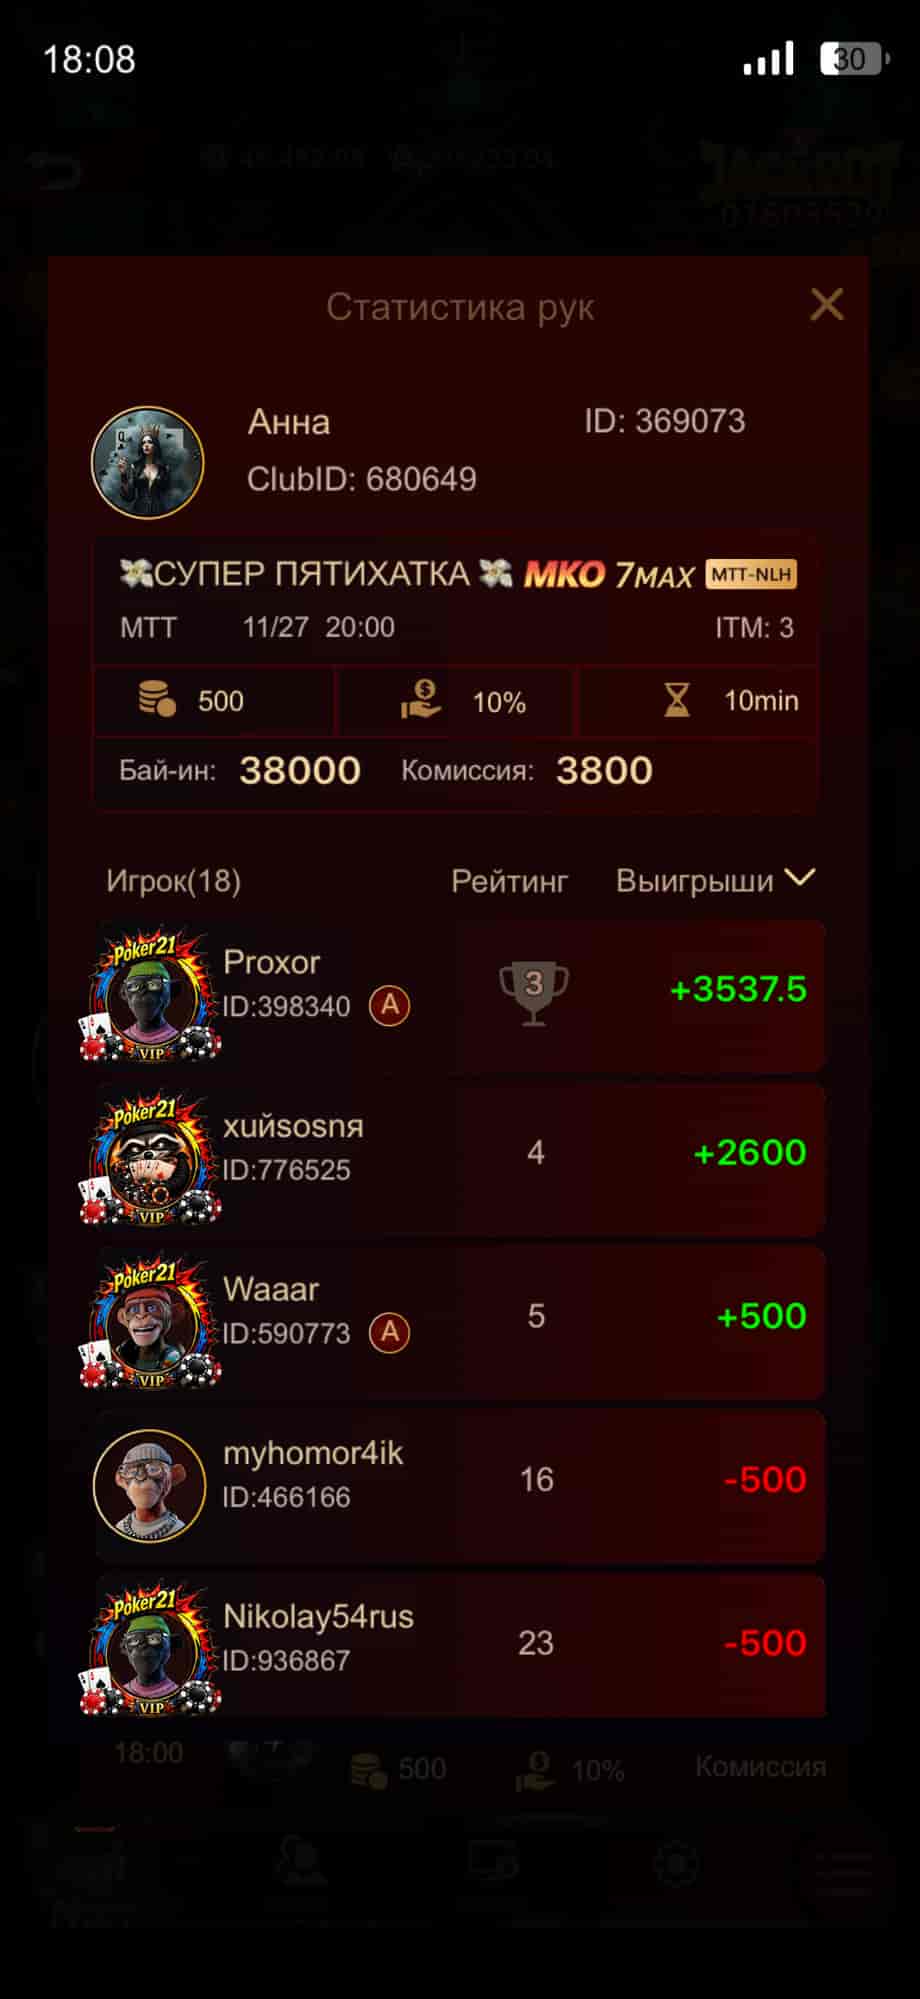 18:08
30
Статистика рук
Анна
ID: 369073
ClubID: 680649
СУПЕР ПЯТИХАТКА MKO 7MAX MTT-NLH
MTT 11/27 20:00 ITM: 3
500 10% 10min
Бай-ин: 38000 Комиссия: 3800
Игрок(18) Рейтинг Выигрыши
Poker21
VIP
Proxor
ID:398340 A
3
+3537.5
Poker21
VIP
xuйsosnя
ID:776525
4
+2600
Poker21
VIP
Waaar
ID:590773 A
5
+500
myhomor4ik
ID:466166
16
-500
Poker21
VIP
Nikolay54rus
ID:936867
23
-500
18:00 500 10% Комиссия